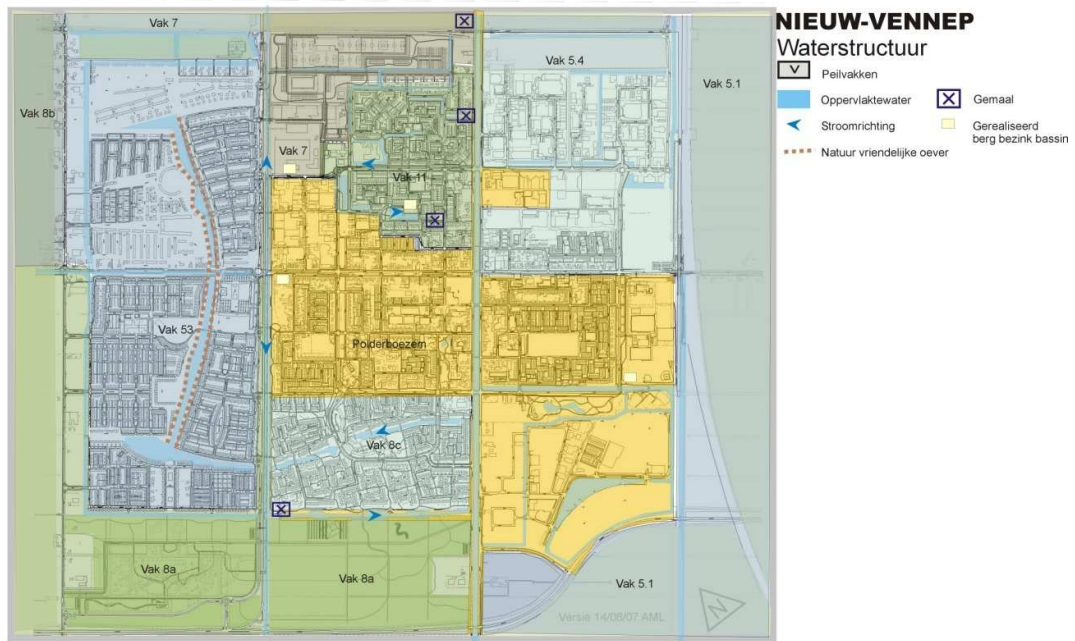 NIEUW-VENNEP
Waterstructuur
V Peilvakken
Oppervlaktewater
Gemaal
Stroomrichting
Gerealiseerd
berg bezink bassin
Natuur vriendelijke oever
Vak 7
Vak 5.4
Vak 5.1
Vak 8b
Vak 7
Vak 11
Vak 53
Polderboezem
Vak 8c
Vak 8a
Vak 8a
Vak 5.1
Versie 14/06/07 AML
N